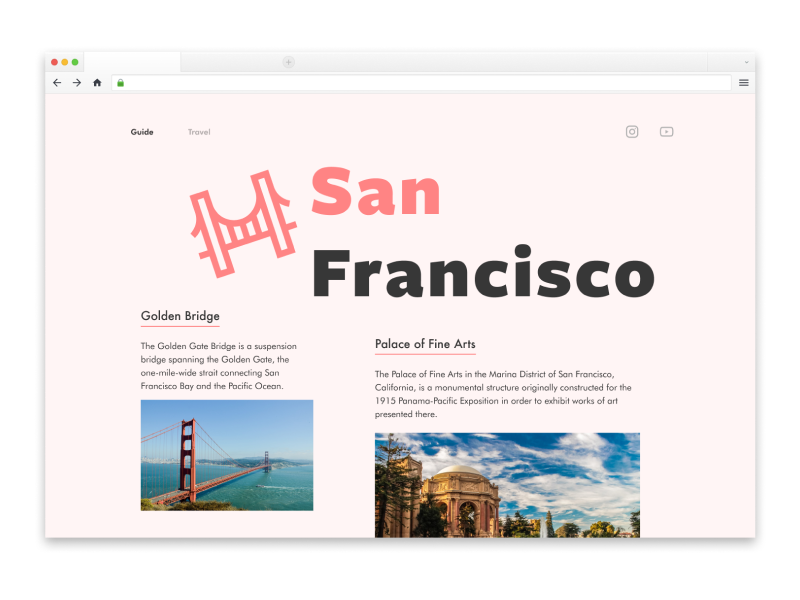 Guide
Travel
San
Francisco
Golden Bridge
The Golden Gate Bridge is a suspension
bridge spanning the Golden Gate, the
one-mile-wide strait connecting San
Francisco Bay and the Pacific Ocean.
Palace of Fine Arts
The Palace of Fine Arts in the Marina District of San Francisco,
California, is a monumental structure originally constructed for the
1915 Panama-Pacific Exposition in order to exhibit works of art
presented there.